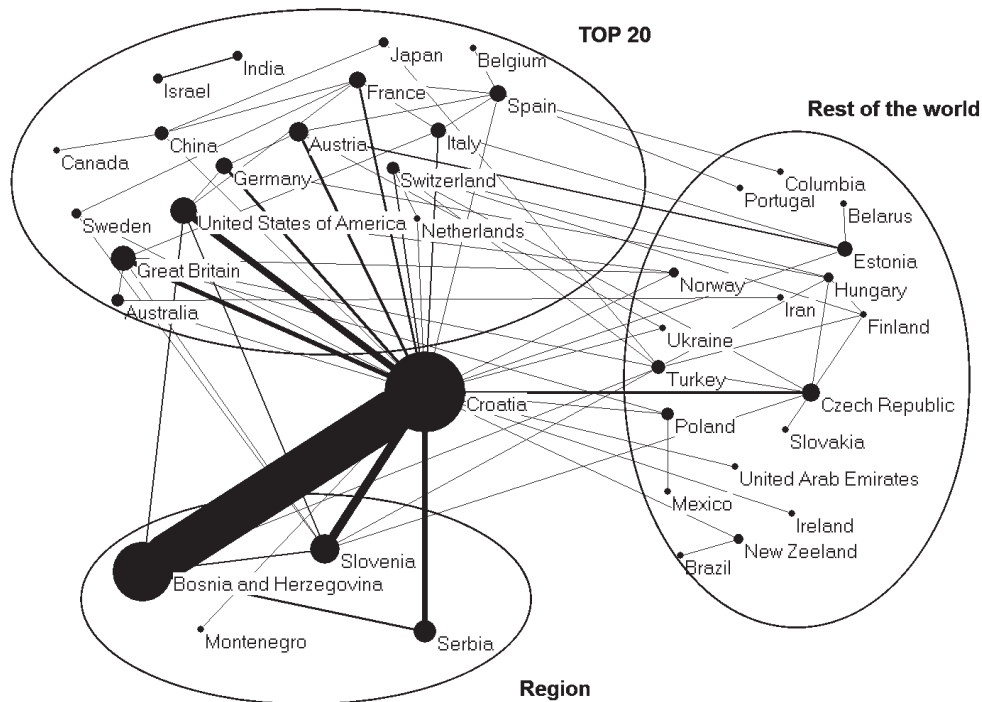 TOP 20
Japan
Belgium
India
Israel
France
Spain
Rest of the world
China
Austria
Italy
Canada
Germany
Switzerland
Columbia
Portugal
Belarus
Sweden
United States of America
Netherlands
Estonia
Great Britain
Norway
Hungary
Australia
Iran
Finland
Ukraine
Turkey
Croatia
Czech Republic
Poland
Slovakia
United Arab Emirates
Mexico
Ireland
New Zeeland
Slovenia
Brazil
Bosnia and Herzegovina
Montenegro
Serbia
Region